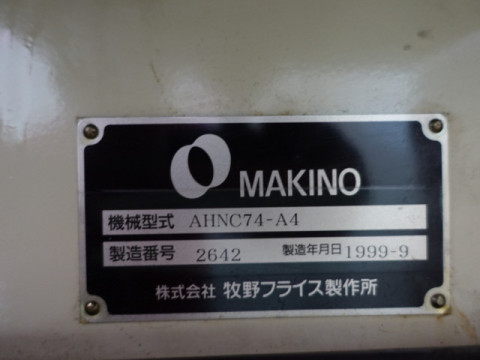 MAKINO
機械型式 AHNC74-A4
製造番号 2642 製造年月日 1999-9
株式会社 牧野フライス製作所